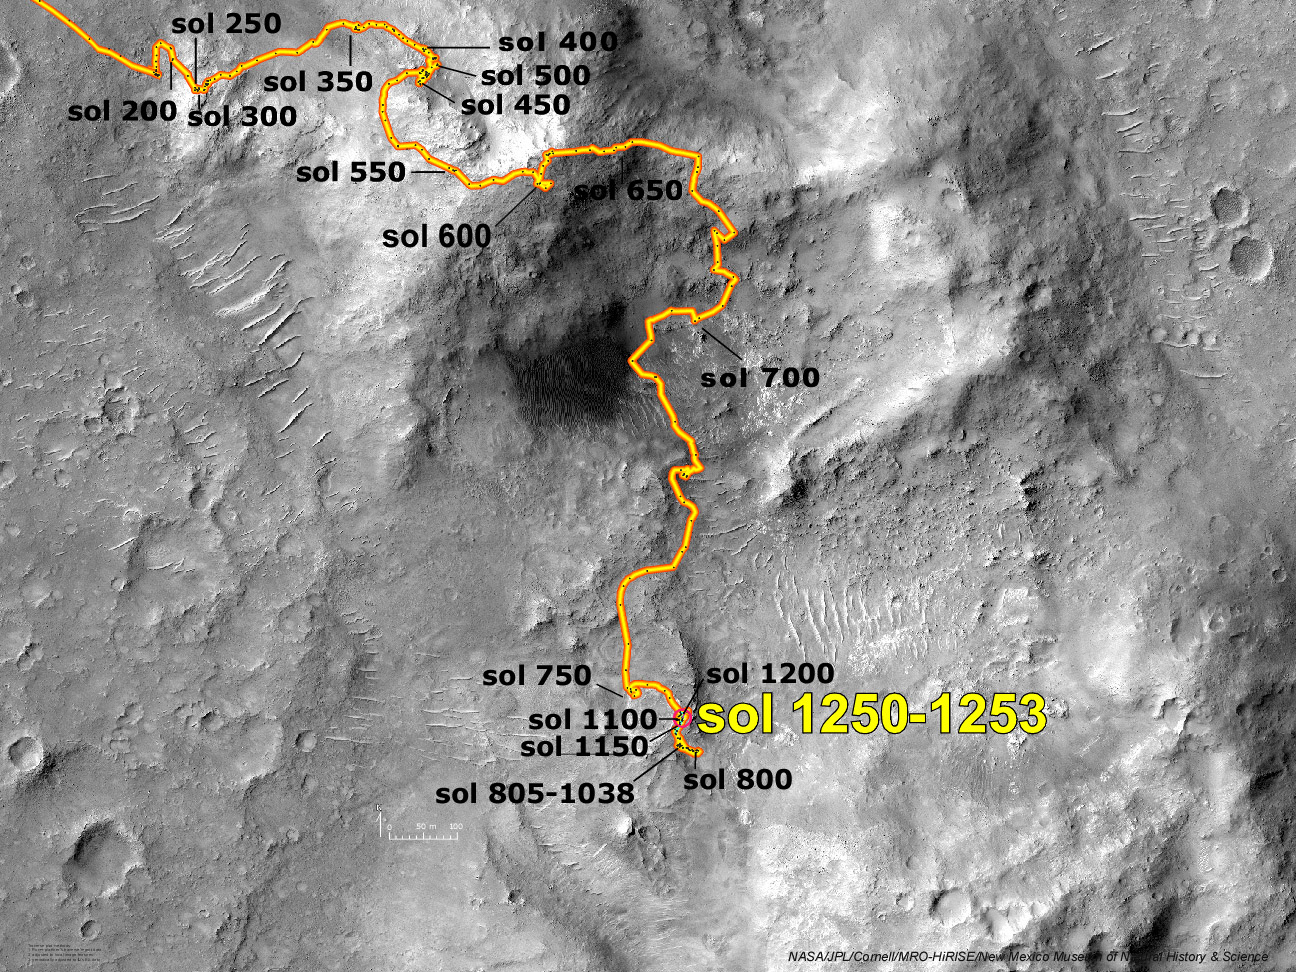 sol 250
sol 400
sol 350
sol 500
sol 450
sol 200
sol 300
sol 550
sol 650
sol 600
sol 700
sol 750
sol 1200
sol 1250-1253
sol 1100
sol 1150
sol 800
sol 805-1038
0 50 m 100
NASA/JPL/Cornell/MRO-HiRISE/New Mexico Museum of Natural History & Science